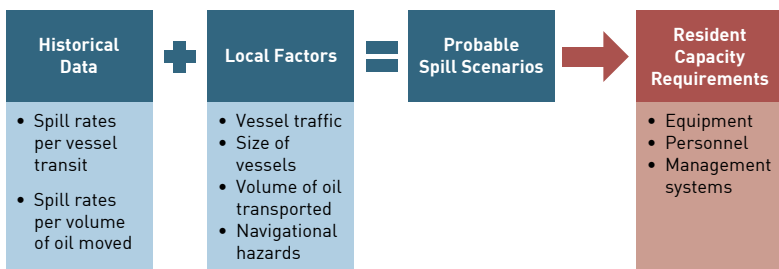 Historical
Data
• Spill rates
per vessel
transit
• Spill rates
per volume
of oil moved
Local Factors
• Vessel traffic
• Size of
vessels
• Volume of oil
transported
• Navigational
hazards
Probable
Spill Scenarios
Resident
Capacity
Requirements
• Equipment
• Personnel
• Management
systems